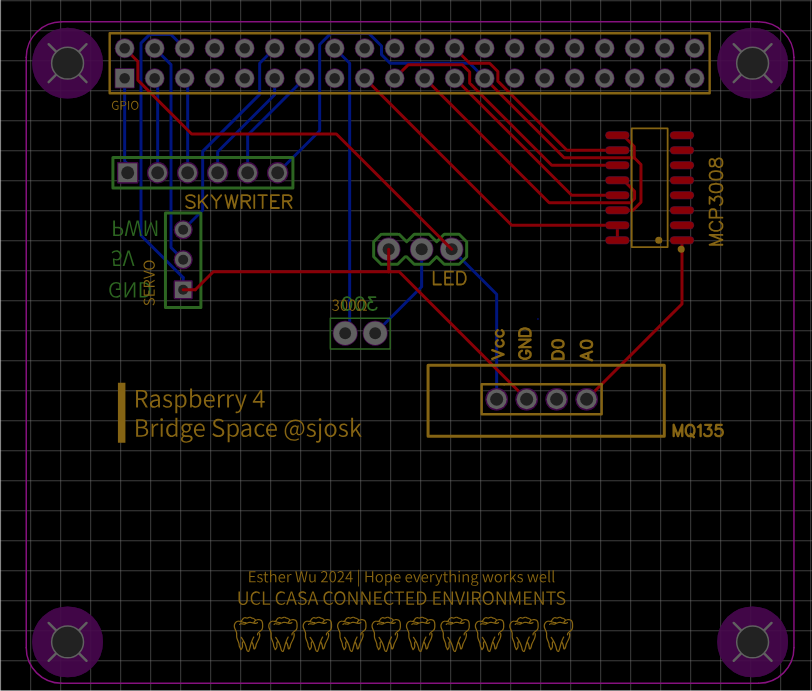 GPIO
SKYWRITER
MCP3008
PWM
5V
GND
SERVO
LED
300Ω
Vcc
GND
D0
A0
MQ135
Raspberry 4
Bridge Space @sjosk
Esther Wu 2024 | Hope everything works well
UCL CASA CONNECTED ENVIRONMENTS